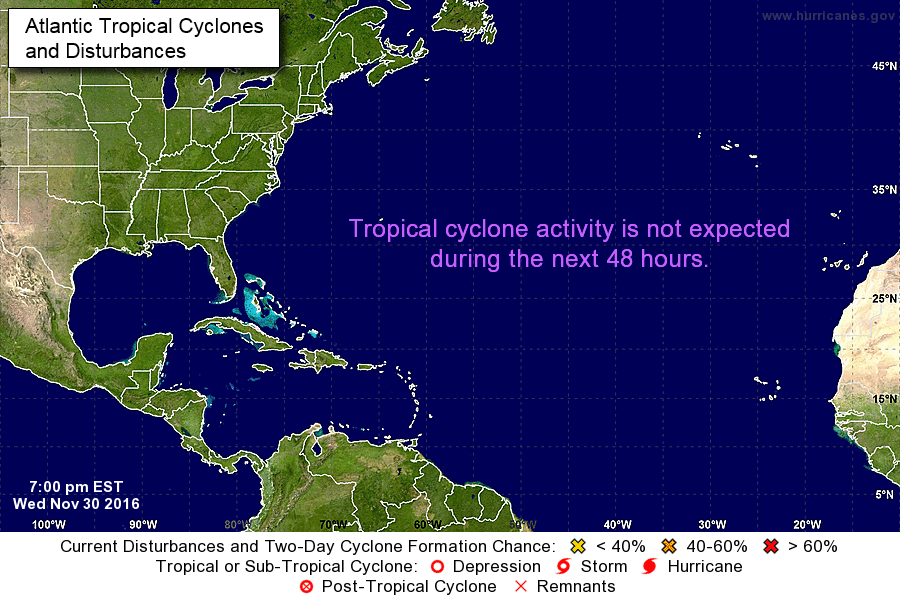 Atlantic Tropical Cyclones
and Disturbances
www.hurricanes.gov
45°N
35°N
Tropical cyclone activity is not expected
during the next 48 hours.
25°N
15°N
7:00 pm EST
Wed Nov 30 2016
5°N
100°W 90°W 80°W 70°W 60°W 50°W 40°W 30°W 20°W
Current Disturbances and Two-Day Cyclone Formation Chance: < 40% 40-60% > 60%
Tropical or Sub-Tropical Cyclone: Depression Storm Hurricane
Post-Tropical Cyclone Remnants